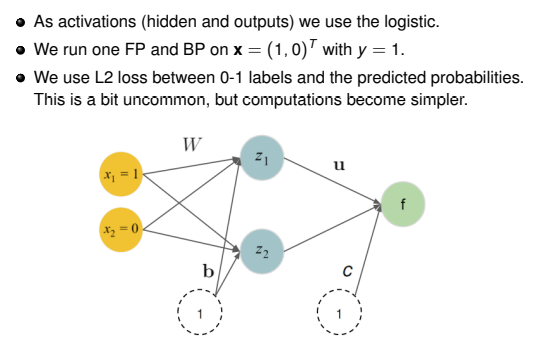 As activations (hidden and outputs) we use the logistic.
We run one FP and BP on x = (1, 0)^T with y = 1.
We use L2 loss between 0-1 labels and the predicted probabilities.
This is a bit uncommon, but computations become simpler.
W
z₁
u
x₁ = 1
f
x₂ = 0
z₂
b
c
1
1